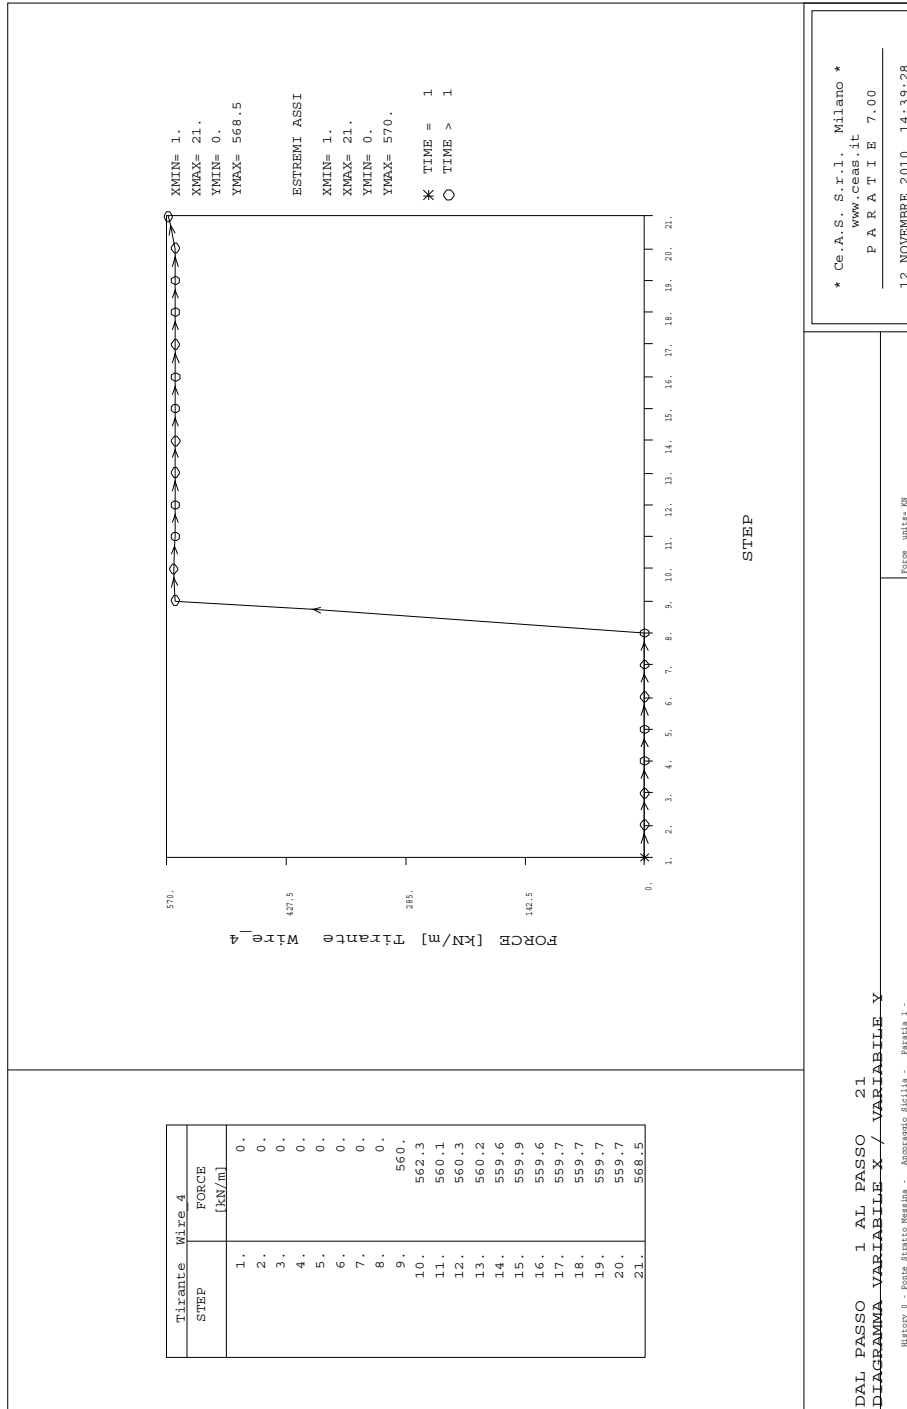 XMIN= 1.
XMAX= 21.
YMIN= 0.
YMAX= 568.5
ESTREMI ASSI
XMIN= 1.
XMAX= 21.
YMIN= 0.
YMAX= 570.
TIME = 1
TIME > 1
570.
427.5
285.
142.5
0.
FORCE [kN/m] Tirante Wire_4
1. 2. 3. 4. 5. 6. 7. 8. 9. 10. 11. 12. 13. 14. 15. 16. 17. 18. 19. 20. 21.
STEP
Tirante Wire_4
STEP FORCE
[kN/m]
1. 0.
2. 0.
3. 0.
4. 0.
5. 0.
6. 0.
7. 0.
8. 0.
9. 560.
10. 562.3
11. 560.1
12. 560.3
13. 560.2
14. 559.6
15. 559.9
16. 559.6
17. 559.7
18. 559.7
19. 559.7
20. 559.7
21. 568.5
* Ce.A.S. S.r.l. Milano *
www.ceas.it
P A R A T I E 7.00
12 NOVEMBRE 2010 14:39:28
DAL PASSO 1 AL PASSO 21
DIAGRAMMA VARIABILE X / VARIABILE Y
History 0 - Ponte Stratto Messina - Ancoraggio Sicilia - Paratia 1 -
Force units= KN